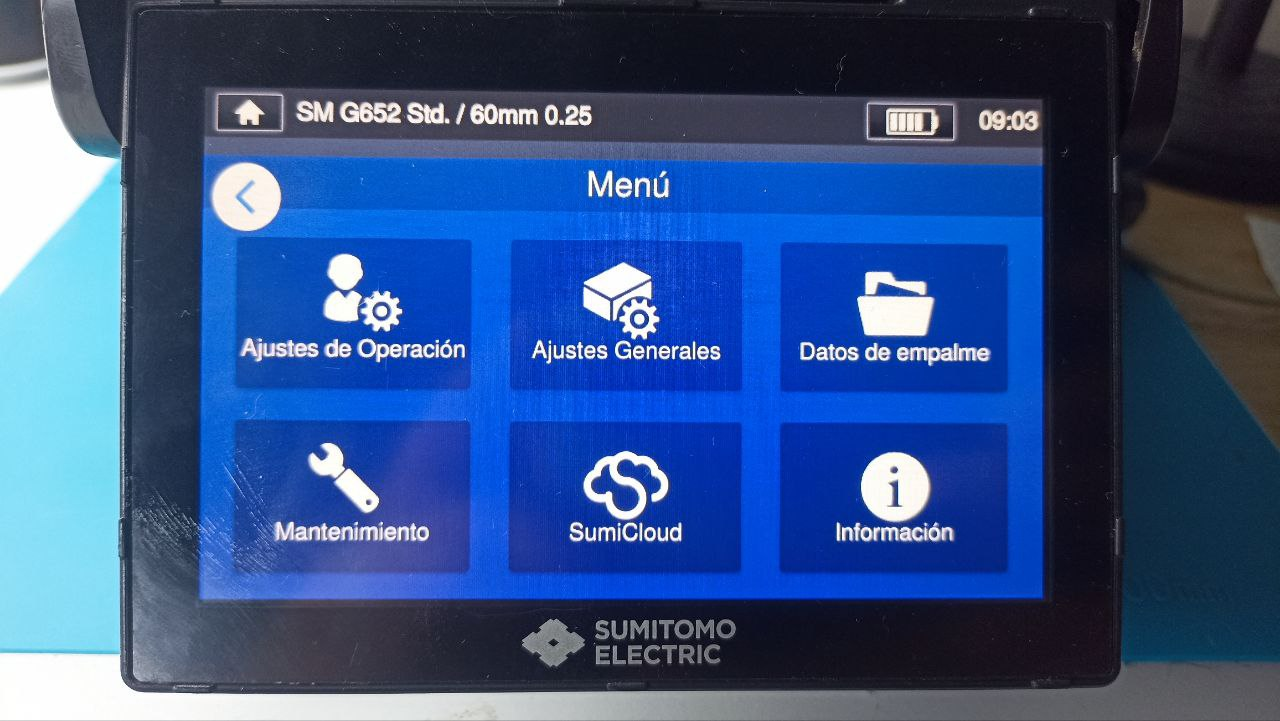 SM G652 Std. / 60mm 0.25
09:03
Menú
Ajustes de Operación
Ajustes Generales
Datos de empalme
Mantenimiento
SumiCloud
Información
SUMITOMO
ELECTRIC